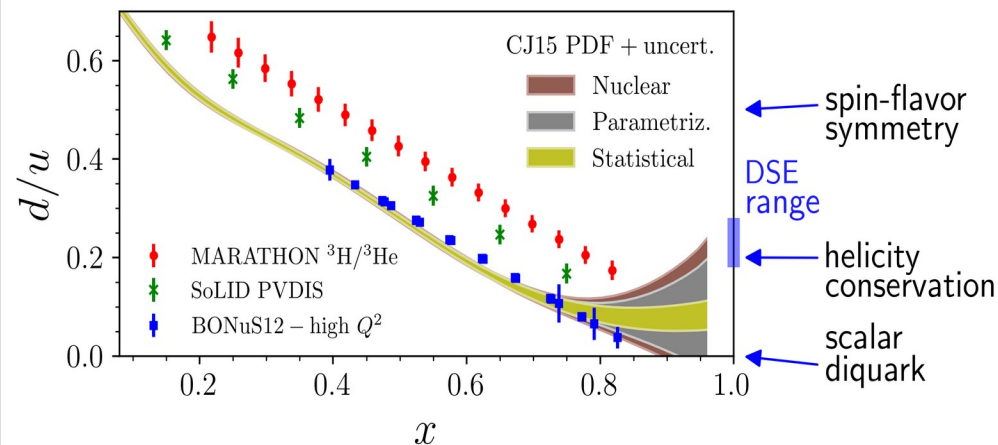 CJ15 PDF + uncert.
Nuclear
Parametriz.
Statistical
MARATHON ³H/³He
SoLID PVDIS
BONuS12 – high Q²
d/u
0.6
0.4
0.2
0.0
0.2
0.4
0.6
0.8
1.0
x
spin-flavor
symmetry
DSE
range
helicity
conservation
scalar
diquark